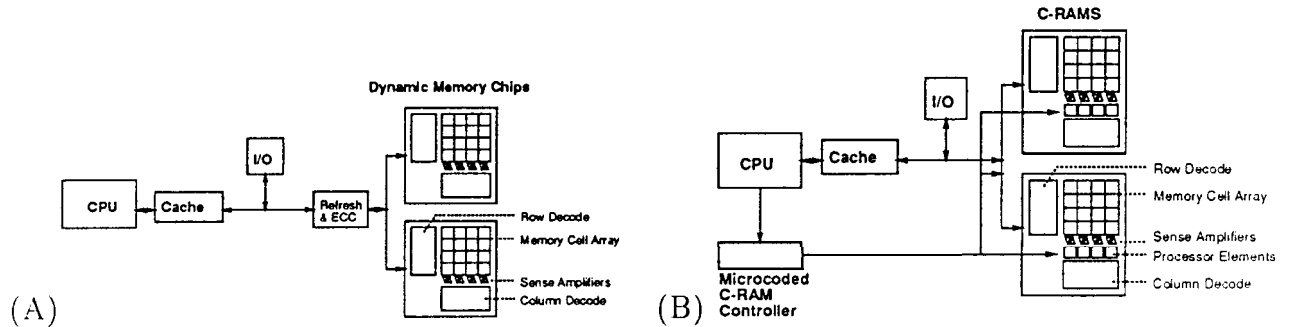 Dynamic Memory Chips
I/O
CPU
Cache
Refresh
& ECC
Row Decode
Memory Cell Array
Sense Amplifiers
Column Decode
(A)
C-RAMS
I/O
CPU
Cache
Row Decode
Memory Cell Array
Sense Amplifiers
Processor Elements
Column Decode
Microcoded
C-RAM
Controller
(B)